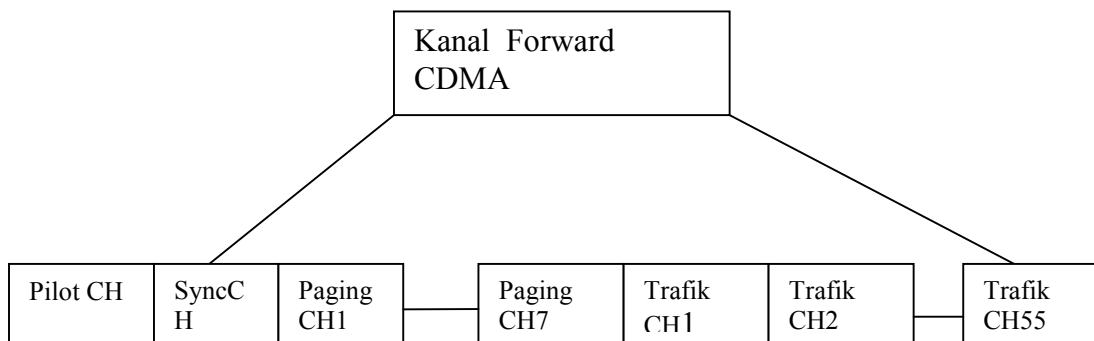 Kanal Forward
CDMA
Pilot CH
SyncC
H
Paging
CH1
Paging
CH7
Trafik
CH1
Trafik
CH2
Trafik
CH55